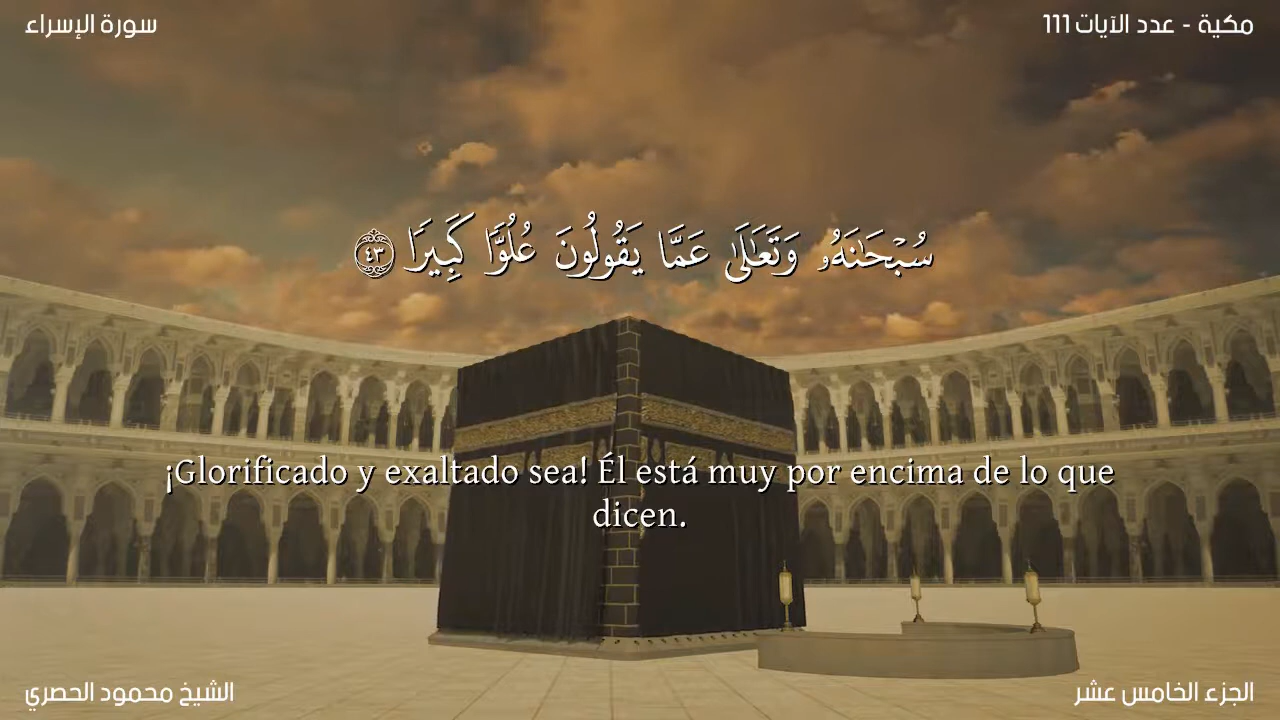 سورة الإسراء
مكية - عدد الآيات 111
سُبْحَٰنَهُۥ وَتَعَٰلَىٰ عَمَّا يَقُولُونَ عُلُوًّا كَبِيرًا ٤٣
¡Glorificado y exaltado sea! Él está muy por encima de lo que
dicen.
الشيخ محمود الحصري
الجزء الخامس عشر